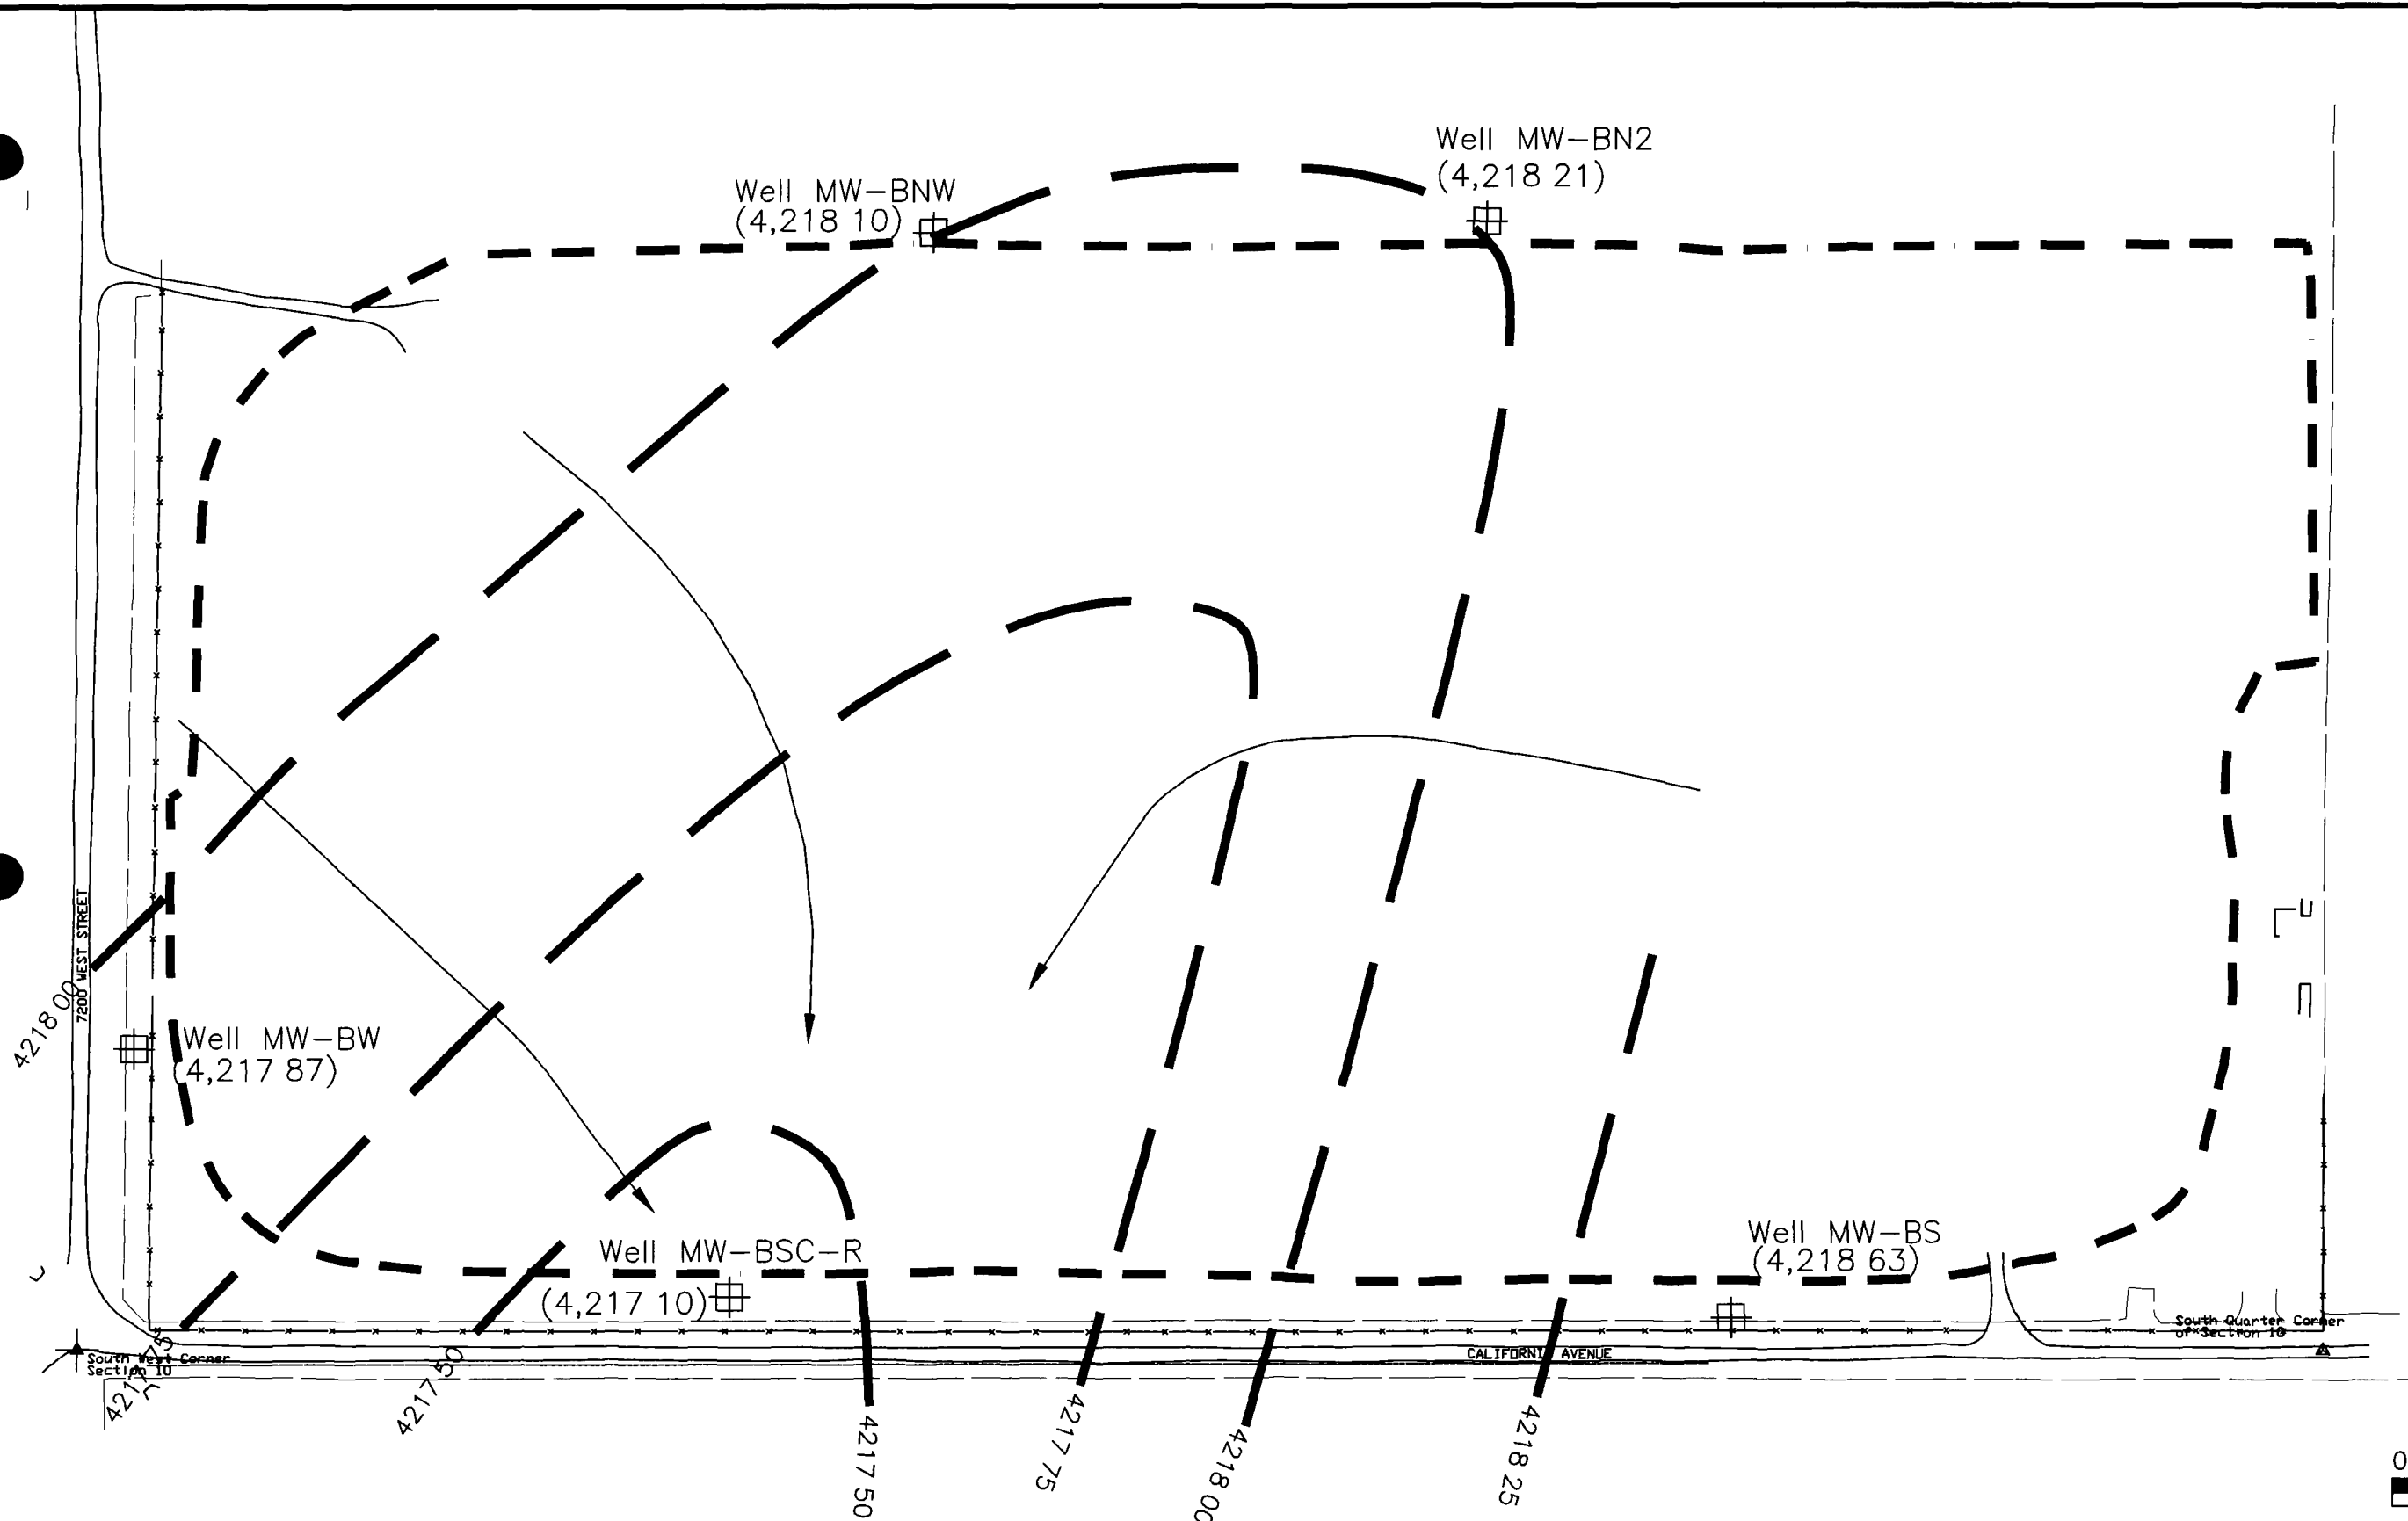 Well MW-BN2
(4,218 21)
Well MW-BNW
(4,218 10)
7200 WEST STREET
4218 00
Well MW-BW
(4,217 87)
Well MW-BSC-R
(4,217 10)
Well MW-BS
(4,218 63)
South Quarter Corner
of Section 10
CALIFORNIA AVENUE
South West Corner
Section 10
4217 50
4217 50
4217 75
4218 00
4218 25
0